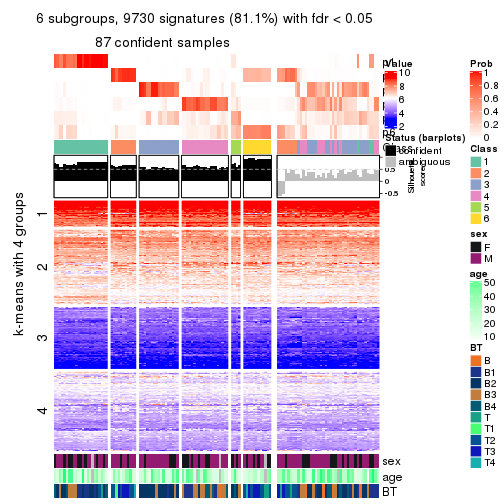 6 subgroups, 9730 signatures (81.1%) with fdr < 0.05
87 confident samples
Value
10
8
6
4
2
Prob
1
0.8
0.6
0.4
0.2
0
Status (barplots)
confident
ambiguous
0.5
0
-0.5
Silhouette
score
Class
1
2
3
4
5
6
sex
F
M
age
50
40
30
20
10
BT
B
B1
B2
B3
B4
T
T1
T2
T3
T4
k-means with 4 groups
1
2
3
4
sex
age
BT